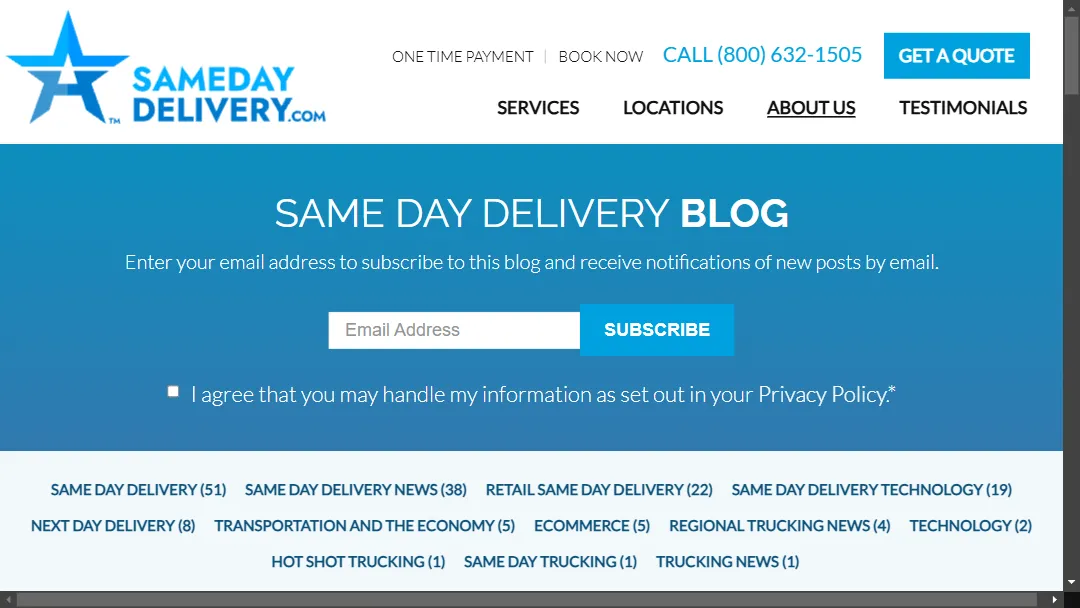 ONE TIME PAYMENT | BOOK NOW CALL (800) 632-1505 GET A QUOTE
SAMEDAY
DELIVERY.COM
TM
SERVICES LOCATIONS ABOUT US TESTIMONIALS
SAME DAY DELIVERY BLOG
Enter your email address to subscribe to this blog and receive notifications of new posts by email.
Email Address SUBSCRIBE
I agree that you may handle my information as set out in your Privacy Policy.*
SAME DAY DELIVERY (51) SAME DAY DELIVERY NEWS (38) RETAIL SAME DAY DELIVERY (22) SAME DAY DELIVERY TECHNOLOGY (19)
NEXT DAY DELIVERY (8) TRANSPORTATION AND THE ECONOMY (5) ECOMMERCE (5) REGIONAL TRUCKING NEWS (4) TECHNOLOGY (2)
HOT SHOT TRUCKING (1) SAME DAY TRUCKING (1) TRUCKING NEWS (1)